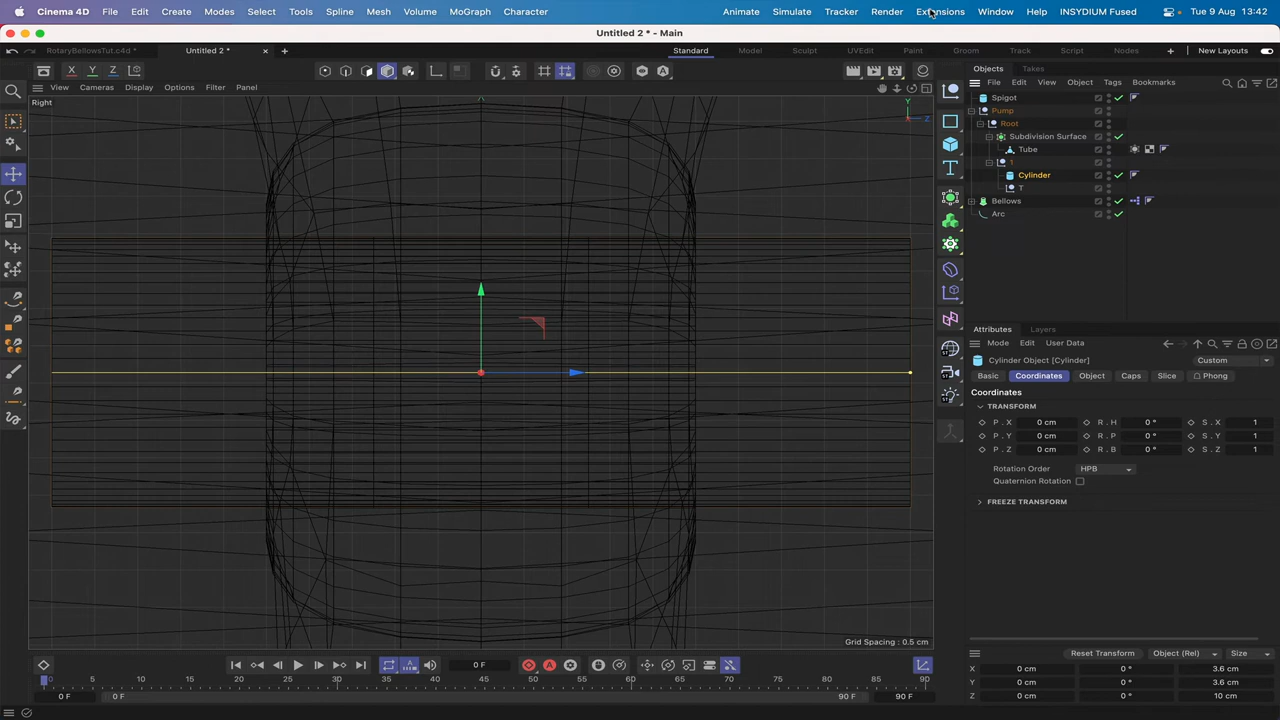 Cinema 4D File Edit Create Modes Select Tools Spline Mesh Volume MoGraph Character Animate Simulate Tracker Render Extensions Window Help INSYDIUM Fused Tue 9 Aug 13:42
Untitled 2 * - Main
RotaryBellowsTut.c4d * Untitled 2 * Standard Model Sculpt UVEdit Paint Groom Track Script Nodes New Layouts
X Y Z
Objects Takes
View Cameras Display Options Filter Panel
File Edit View Object Tags Bookmarks
Right
Y
Z
Spigot
Pump
Root
Subdivision Surface
Tube
1
Cylinder
T
Bellows
Arc
Attributes Layers
Mode Edit User Data
Cylinder Object [Cylinder] Custom
Basic Coordinates Object Caps Slice Phong
Coordinates
TRANSFORM
P . X 0 cm R . H 0 ° S . X 1
P . Y 0 cm R . P 0 ° S . Y 1
P . Z 0 cm R . B 0 ° S . Z 1
Rotation Order HPB
Quaternion Rotation
FREEZE TRANSFORM
Grid Spacing : 0.5 cm
0 F
Reset Transform Object (Rel) Size
X 0 cm 0 ° 3.6 cm
Y 0 cm 0 ° 3.6 cm
Z 0 cm 0 ° 10 cm
0 5 10 15 20 25 30 35 40 45 50 55 60 65 70 75 80 85 90
0 F 0 F 90 F 90 F